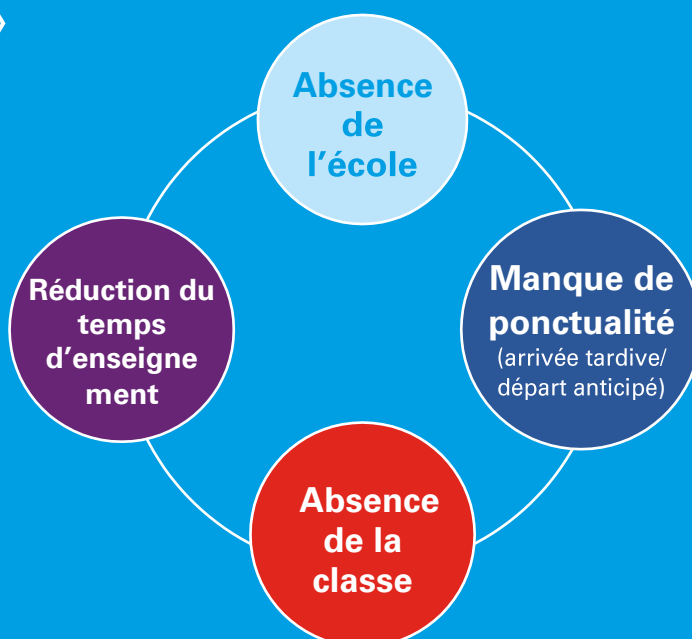 »
Absence
de
l’école
Manque de
ponctualité
(arrivée tardive/
départ anticipé)
Réduction du
temps
d’enseigne
ment
Absence
de la
classe